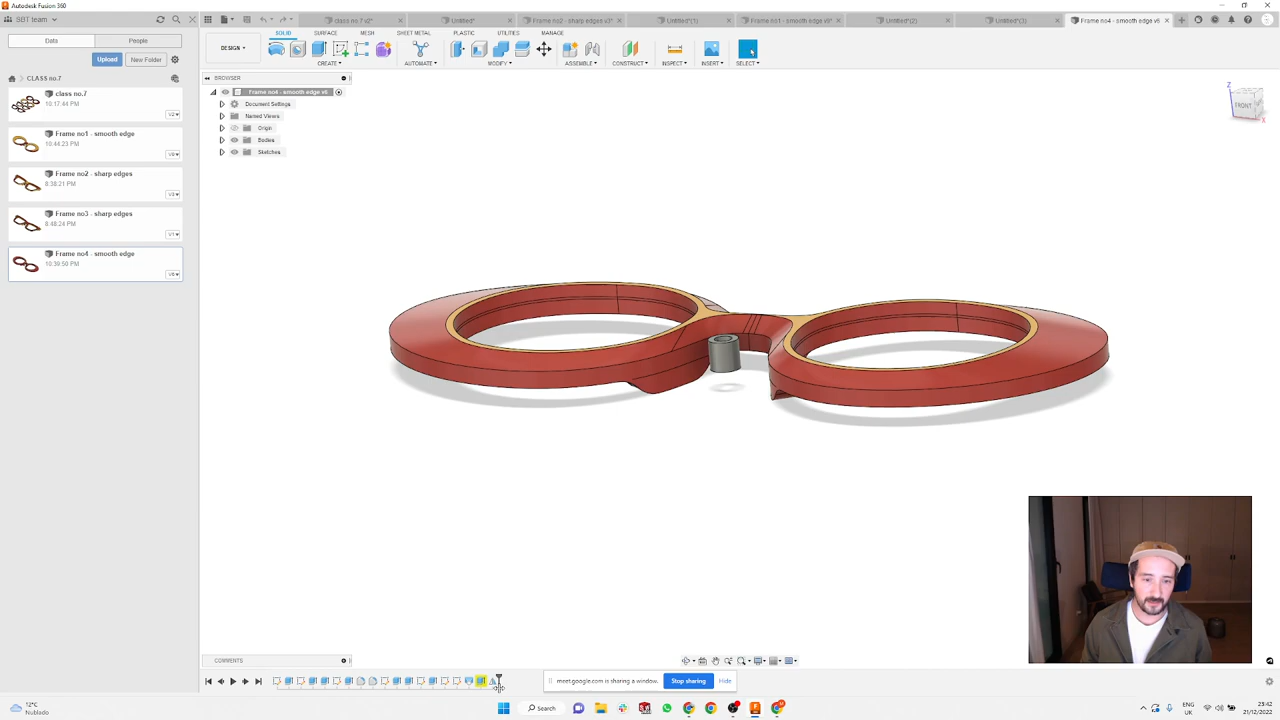 Autodesk Fusion 360
SBT team
class no.7 v2*
Untitled*
Frame no2 - sharp edges v3*
Untitled*(1)
Frame no1 - smooth edge v9*
Untitled*(2)
Untitled*(3)
Frame no4 - smooth edge v6
Data
People
Upload
New Folder
CLASS no.7
class no.7
10:17:44 PM
V2
Frame no1 - smooth edge
10:44:23 PM
V9
Frame no2 - sharp edges
8:38:21 PM
V3
Frame no3 - sharp edges
8:48:24 PM
V1
Frame no4 - smooth edge
10:39:50 PM
V6
DESIGN
SOLID
SURFACE
MESH
SHEET METAL
PLASTIC
UTILITIES
MANAGE
CREATE
AUTOMATE
MODIFY
ASSEMBLE
CONSTRUCT
INSPECT
INSERT
SELECT
BROWSER
Frame no4 - smooth edge v6
Document Settings
Named Views
Origin
Bodies
Sketches
Z
FRONT
X
COMMENTS
meet.google.com is sharing a window.
Stop sharing
Hide
12°C
Nublado
Search
ENG
UK
23:42
21/12/2022